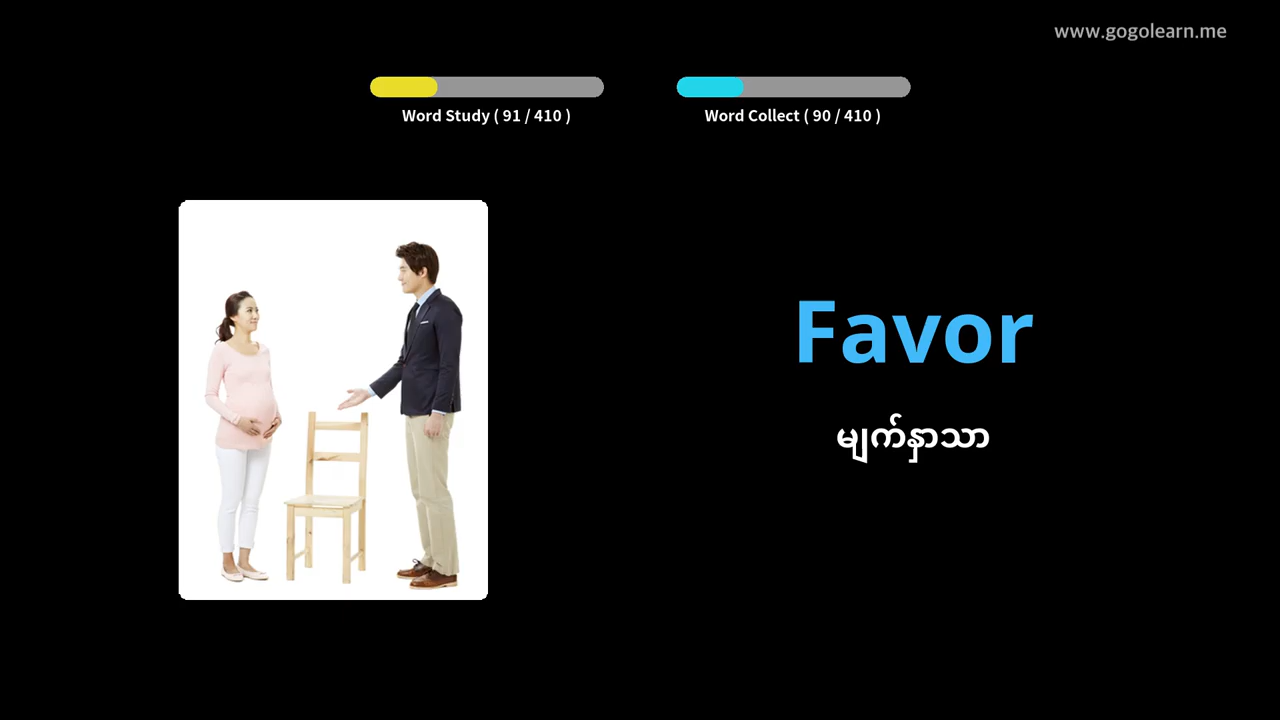 www.gogolearn.me
Word Study ( 91 / 410 )
Word Collect ( 90 / 410 )
Favor
မျက်နှာသာ